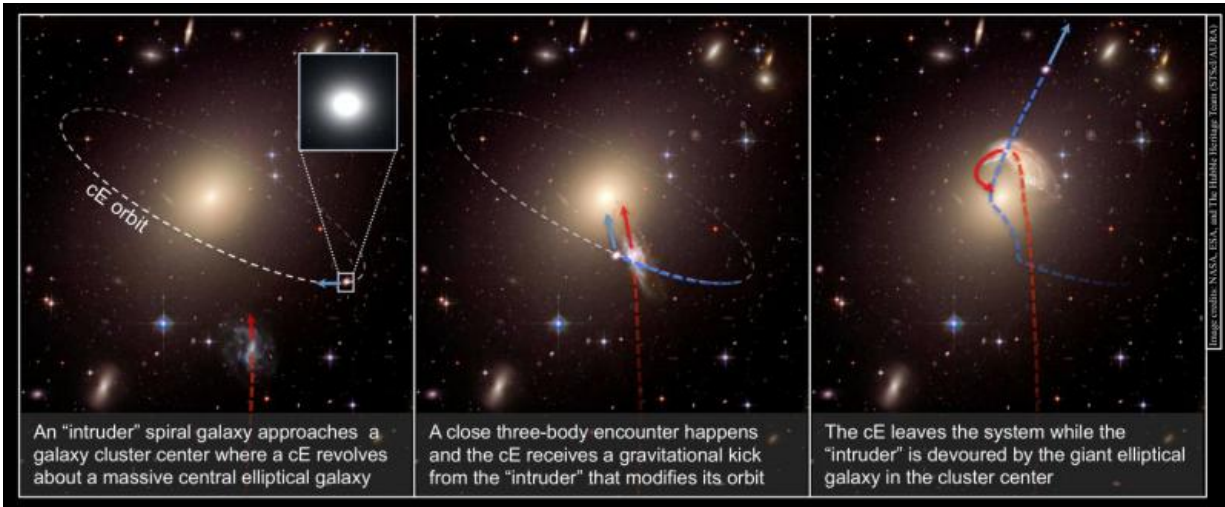 cE orbit
An “intruder” spiral galaxy approaches a
galaxy cluster center where a cE revolves
about a massive central elliptical galaxy
A close three-body encounter happens
and the cE receives a gravitational kick
from the “intruder” that modifies its orbit
The cE leaves the system while the
“intruder” is devoured by the giant elliptical
galaxy in the cluster center
Image credits: NASA, ESA, and The Hubble Heritage Team (STScI/AURA)